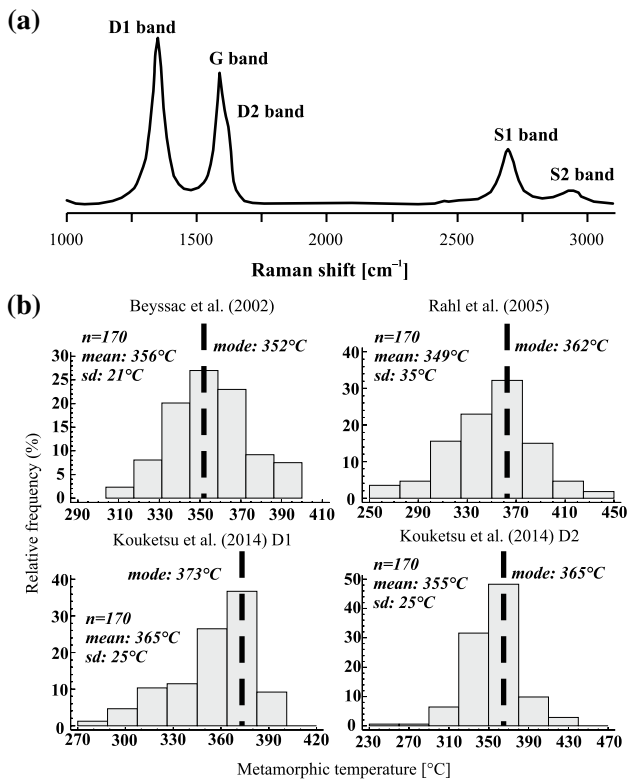 (a)
D1 band
G band
D2 band
S1 band
S2 band
1000 1500 2000 2500 3000
Raman shift [cm⁻¹]
(b)
Beyssac et al. (2002)
n=170
mean: 356°C
sd: 21°C
mode: 352°C
30
25
20
15
10
5
0
290 310 330 350 370 390 410
Rahl et al. (2005)
n=170
mean: 349°C
sd: 35°C
mode: 362°C
40
30
20
10
0
250 290 330 370 410 450
Relative frequency (%)
Kouketsu et al. (2014) D1
mode: 373°C
n=170
mean: 365°C
sd: 25°C
40
30
20
10
0
270 300 330 360 390 420
Kouketsu et al. (2014) D2
n=170
mean: 355°C
sd: 25°C
mode: 365°C
50
40
30
20
10
0
230 270 310 350 390 430 470
Metamorphic temperature [°C]